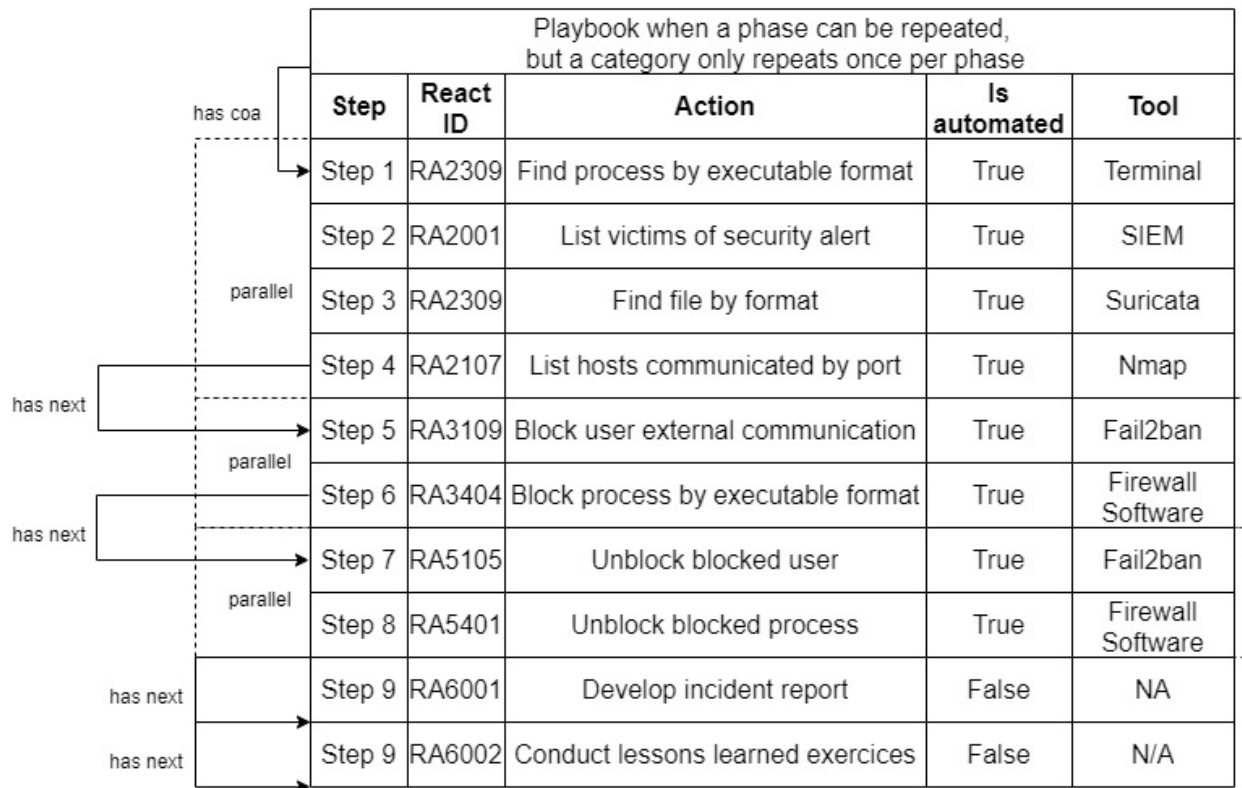 Playbook when a phase can be repeated,
but a category only repeats once per phase
has coa
Step React ID Action Is automated Tool
Step 1 RA2309 Find process by executable format True Terminal
Step 2 RA2001 List victims of security alert True SIEM
parallel
Step 3 RA2309 Find file by format True Suricata
Step 4 RA2107 List hosts communicated by port True Nmap
has next
Step 5 RA3109 Block user external communication True Fail2ban
parallel
Step 6 RA3404 Block process by executable format True Firewall Software
has next
Step 7 RA5105 Unblock blocked user True Fail2ban
parallel
Step 8 RA5401 Unblock blocked process True Firewall Software
has next
Step 9 RA6001 Develop incident report False NA
has next
Step 9 RA6002 Conduct lessons learned exercices False N/A